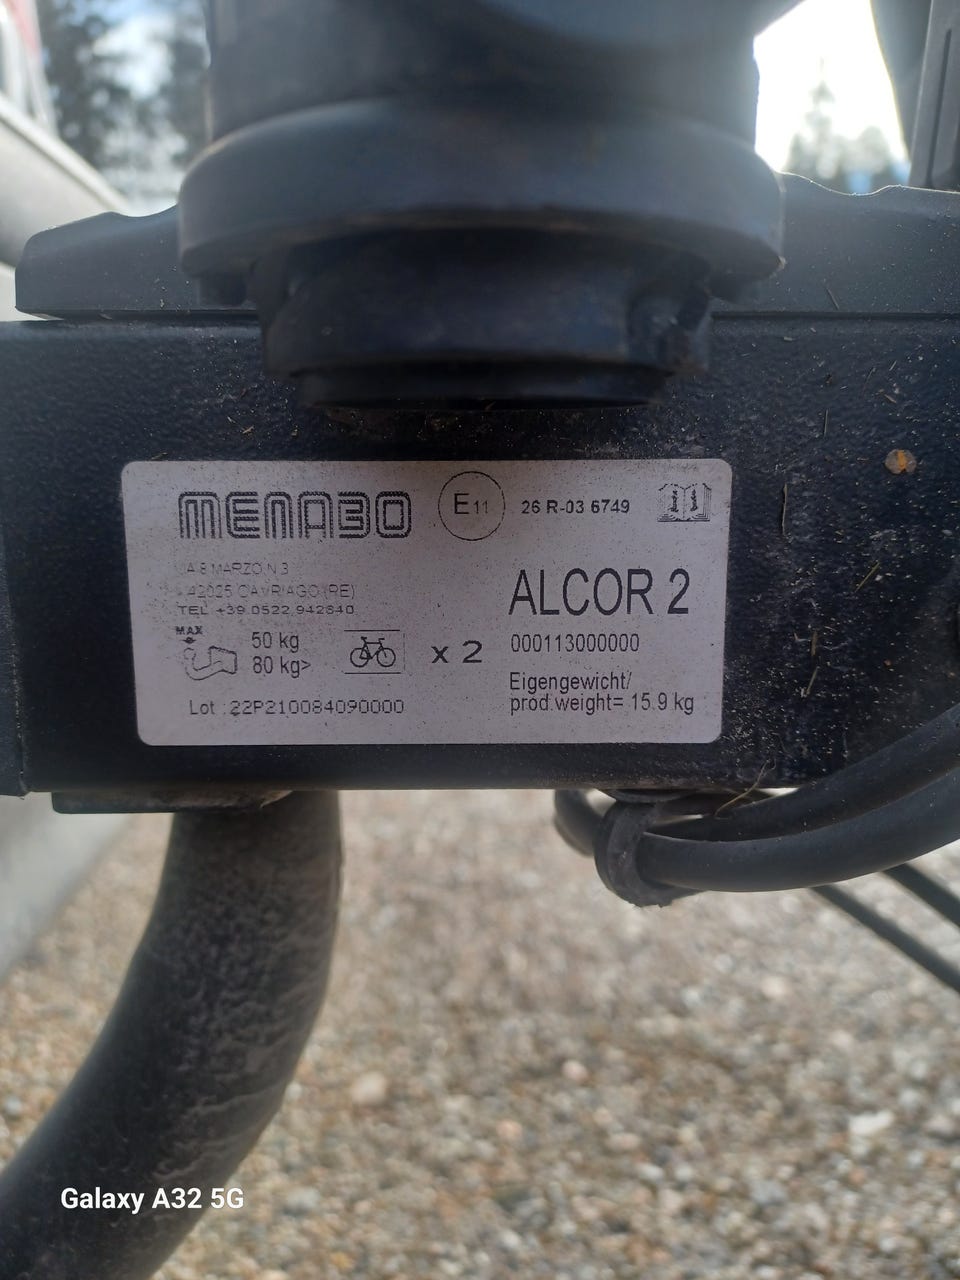 MENABO
E11
26 R-03 6749
A 8 MARZO N 3
42025 CAVRIAGO (RE)
TEL +39 0522 942840
ALCOR 2
000113000000
MAX
50 kg
80 kg>
x 2
Eigengewicht/
prod.weight= 15.9 kg
Lot : 22P210084090000
Galaxy A32 5G